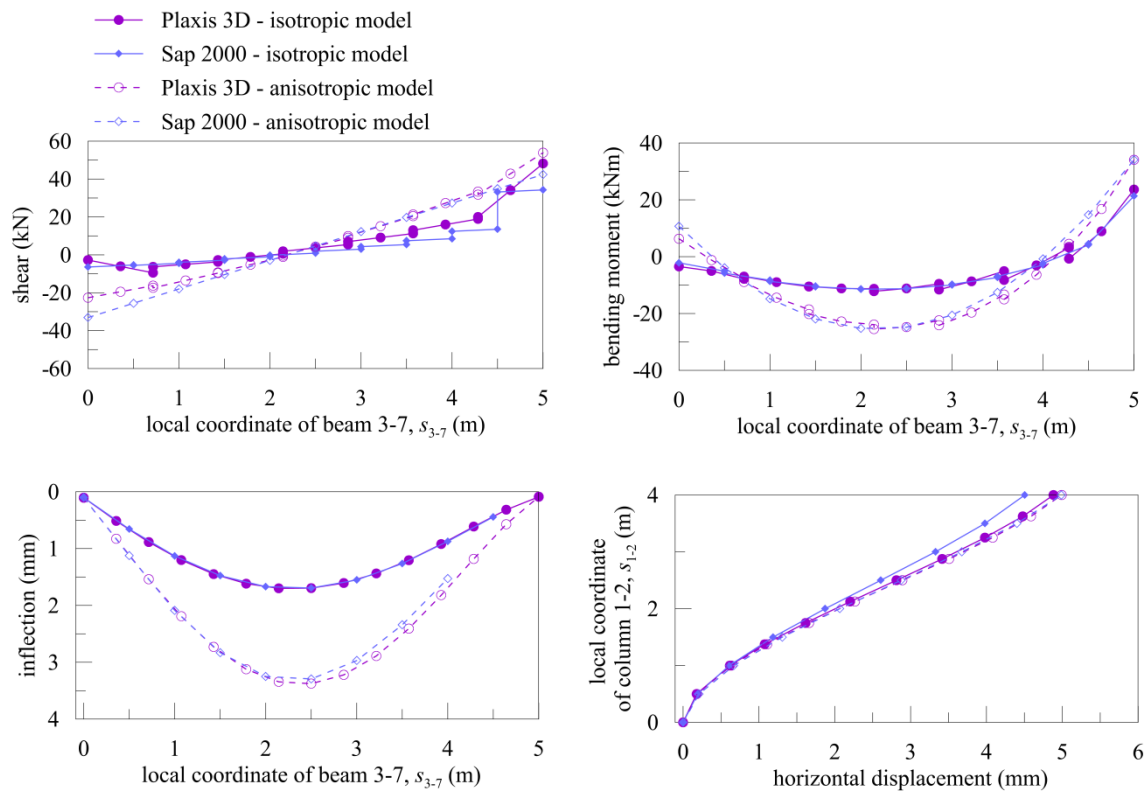 Plaxis 3D - isotropic model
Sap 2000 - isotropic model
Plaxis 3D - anisotropic model
Sap 2000 - anisotropic model
60
40
20
0
-20
-40
-60
shear (kN)
0 1 2 3 4 5
local coordinate of beam 3-7, s3-7 (m)
40
20
0
-20
-40
bending moment (kNm)
0 1 2 3 4 5
local coordinate of beam 3-7, s3-7 (m)
0
1
2
3
4
inflection (mm)
0 1 2 3 4 5
local coordinate of beam 3-7, s3-7 (m)
4
2
0
local coordinate
of column 1-2, s1-2 (m)
0 1 2 3 4 5 6
horizontal displacement (mm)